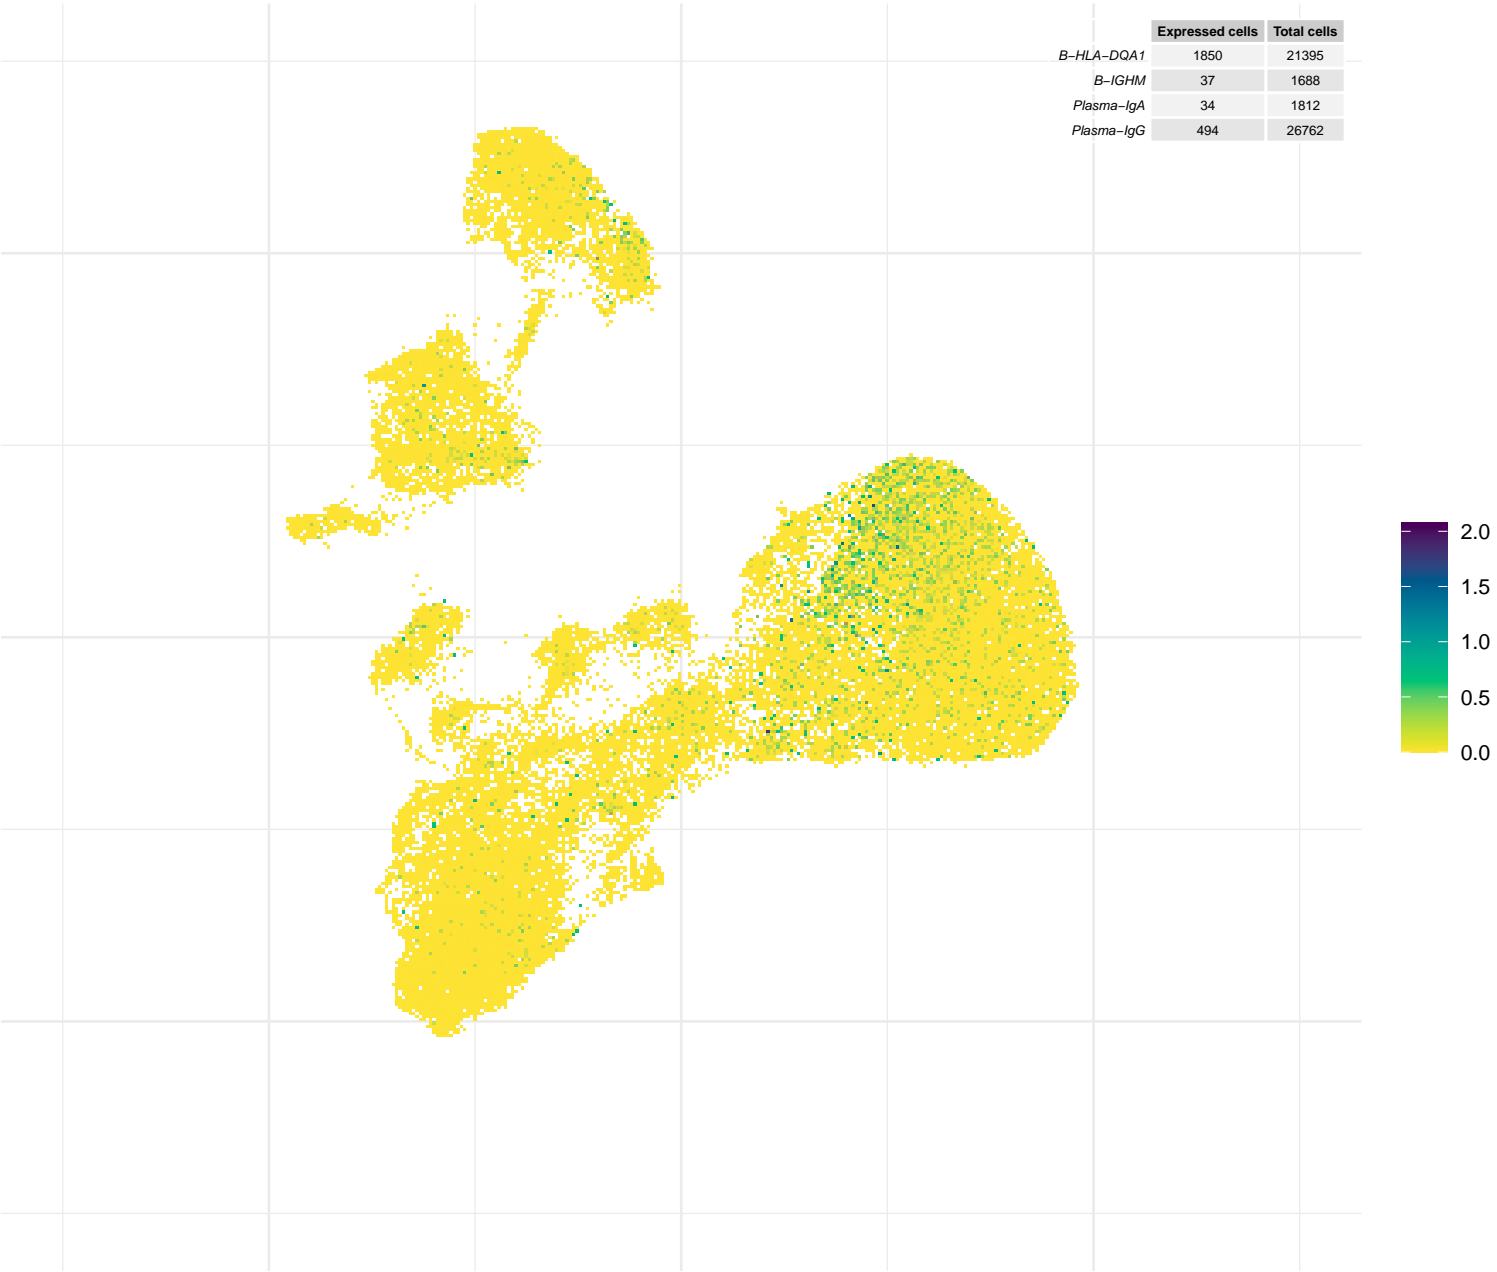 Expressed cells Total cells
B–HLA–DQA1 1850 21395
B–IGHM 37 1688
Plasma–IgA 34 1812
Plasma–IgG 494 26762
2.0
1.5
1.0
0.5
0.0